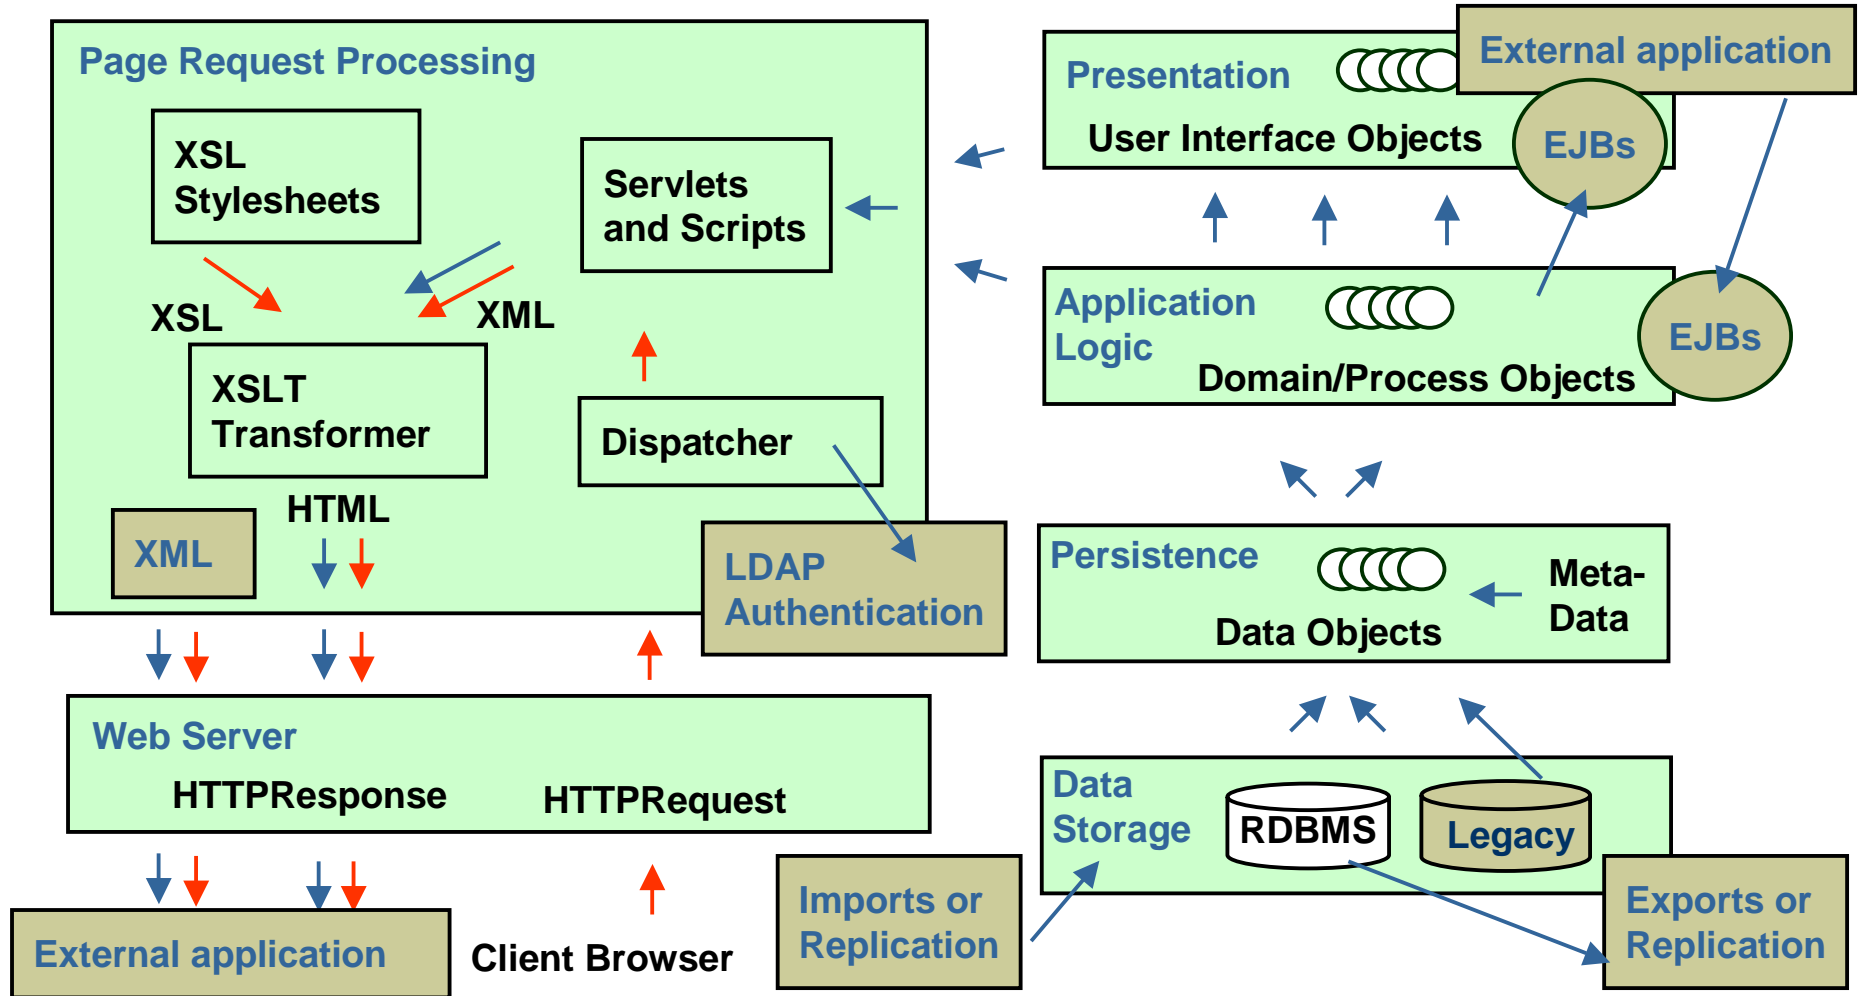 Page Request Processing
XSL
Stylesheets
Servlets
and Scripts
XSL
XML
XSLT
Transformer
Dispatcher
HTML
XML
LDAP
Authentication
Web Server
HTTPResponse
HTTPRequest
External application
Client Browser
External application
Presentation
User Interface Objects
EJBs
Application
Logic
Domain/Process Objects
EJBs
Persistence
Data Objects
Meta-
Data
Data
Storage
RDBMS
Legacy
Imports or
Replication
Exports or
Replication